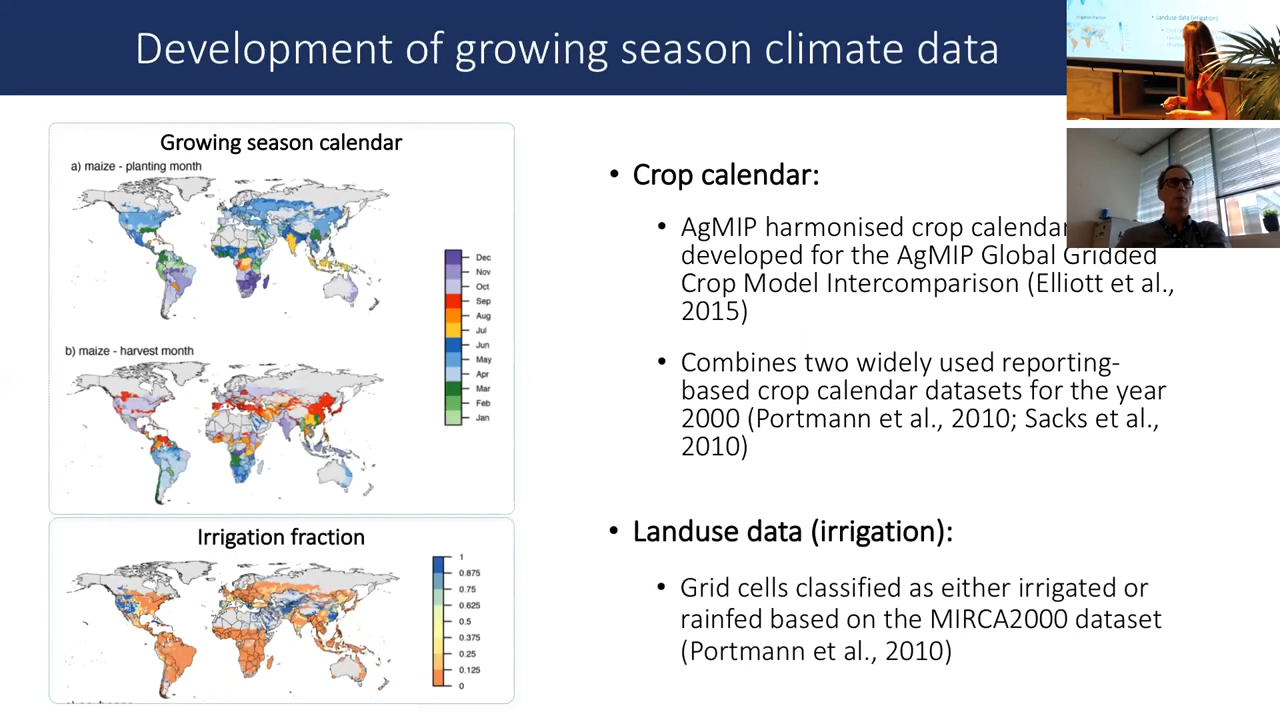 Development of growing season climate data
Growing season calendar
a) maize - planting month
b) maize - harvest month
Dec
Nov
Oct
Sep
Aug
Jul
Jun
May
Apr
Mar
Feb
Jan
Irrigation fraction
1
0.875
0.75
0.625
0.5
0.375
0.25
0.125
0
• Crop calendar:
• AgMIP harmonised crop calendar
developed for the AgMIP Global Gridded
Crop Model Intercomparison (Elliott et al.,
2015)
• Combines two widely used reporting-
based crop calendar datasets for the year
2000 (Portmann et al., 2010; Sacks et al.,
2010)
• Landuse data (irrigation):
• Grid cells classified as either irrigated or
rainfed based on the MIRCA2000 dataset
(Portmann et al., 2010)
Landuse data (irrigation)